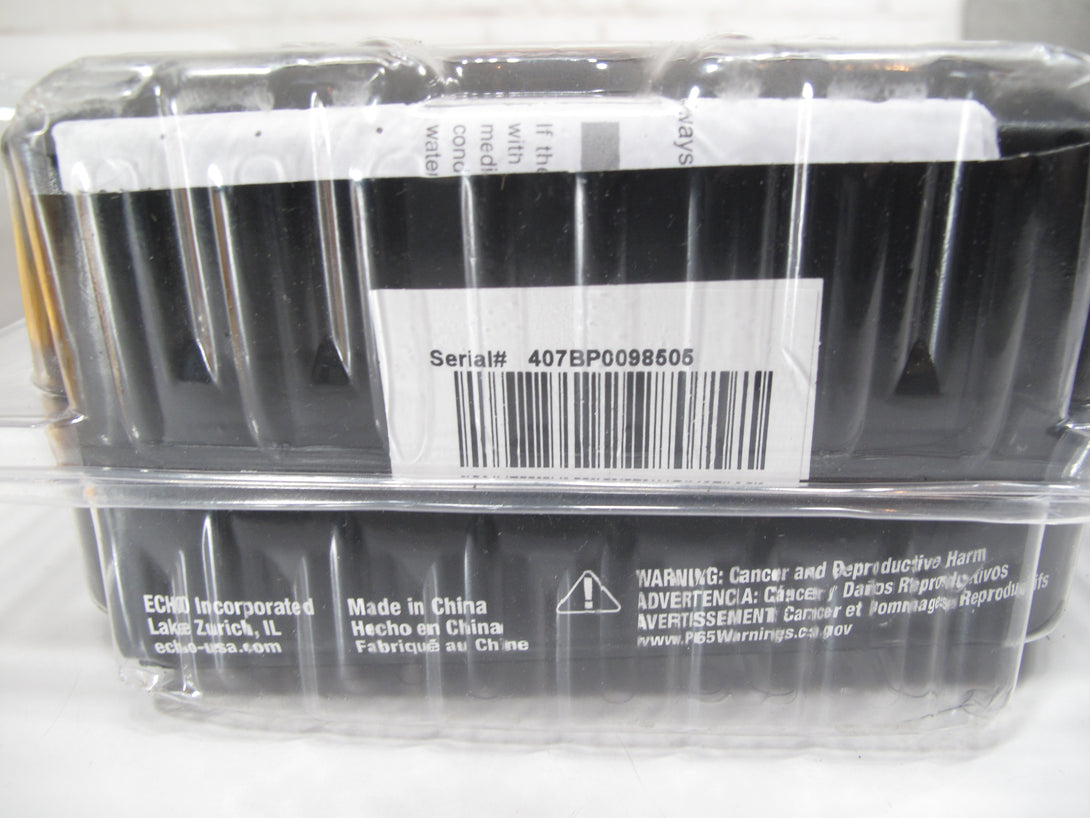 ways
If the
with
medi
cond
water
Serial# 407BP0098505
ECHO Incorporated
Lake Zurich, IL
echo-usa.com
Made in China
Hecho en China
Fabriqué au Chine
WARNING: Cancer and Reproductive Harm
ADVERTENCIA: Cáncer y Daños Reproductivos
AVERTISSEMENT: Cancer et Dommages Reproductifs
www.P65Warnings.ca.gov